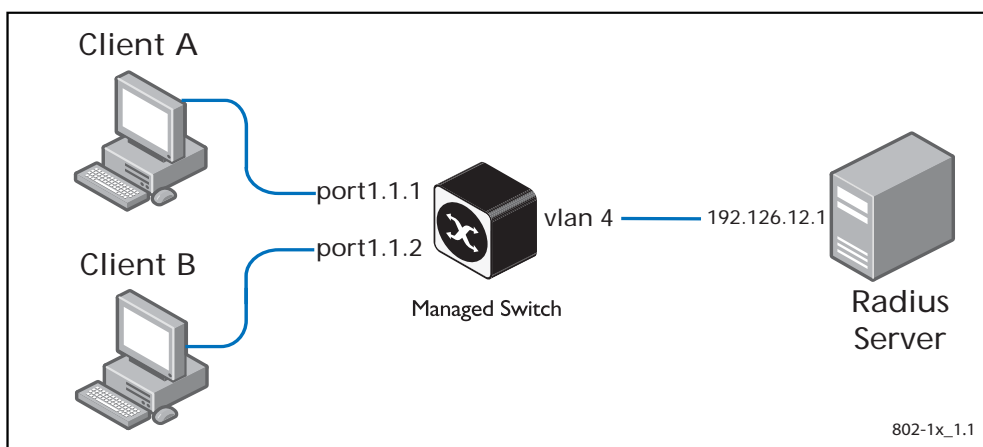 Client A
port1.1.1
port1.1.2
Client B
Managed Switch
vlan 4
192.126.12.1
Radius
Server
802-1x_1.1